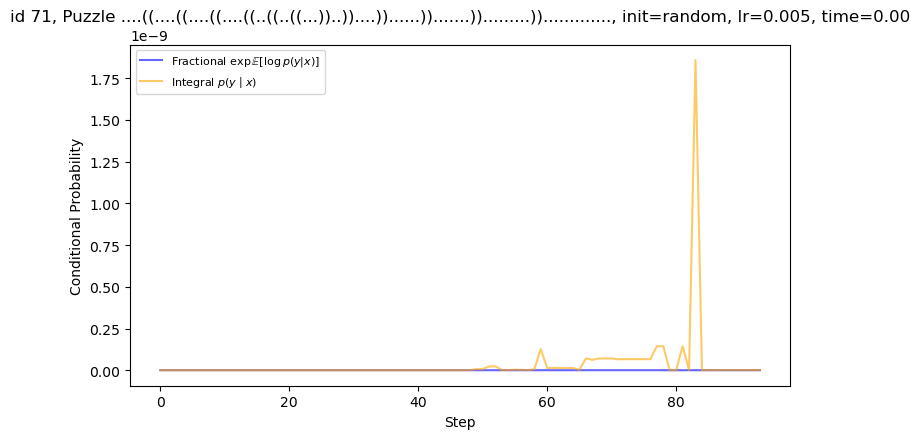 id 71, Puzzle ....((....((....((....((..((..((...))..))....))......)).......)).........))............., init=random, lr=0.005, time=0.00
1e−9
Fractional exp𝔼[log p(y|x)]
Integral p(y | x)
1.75
1.50
1.25
1.00
0.75
0.50
0.25
0.00
Conditional Probability
0
20
40
60
80
Step